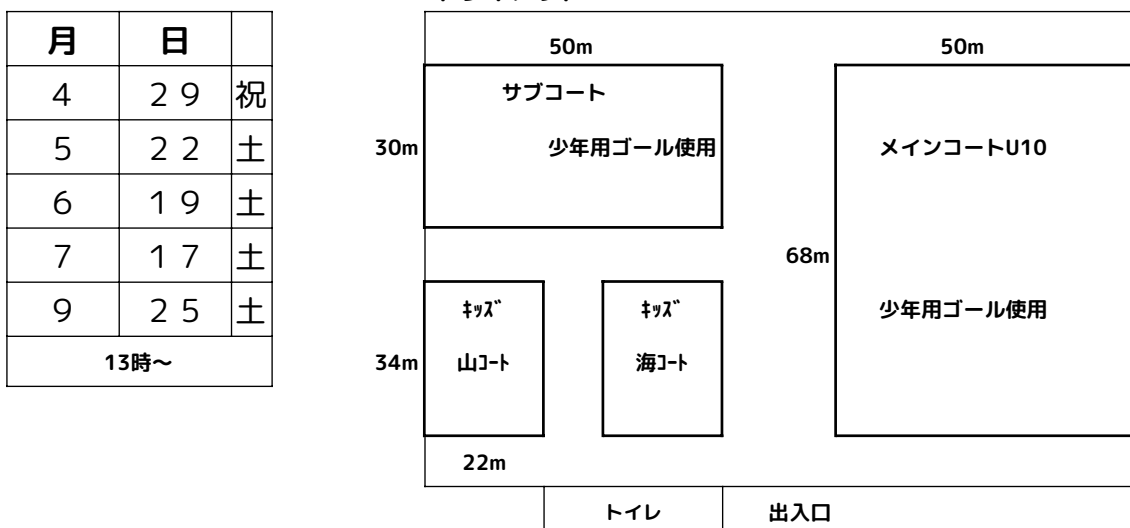 月 日
4 29 祝
5 22 土
6 19 土
7 17 土
9 25 土
13時～
50m 50m
サブコート
30m 少年用ゴール使用 メインコートU10
68m
ｷｯｽﾞ ｷｯｽﾞ 少年用ゴール使用
34m 山ｺｰﾄ 海ｺｰﾄ
22m
トイレ 出入口